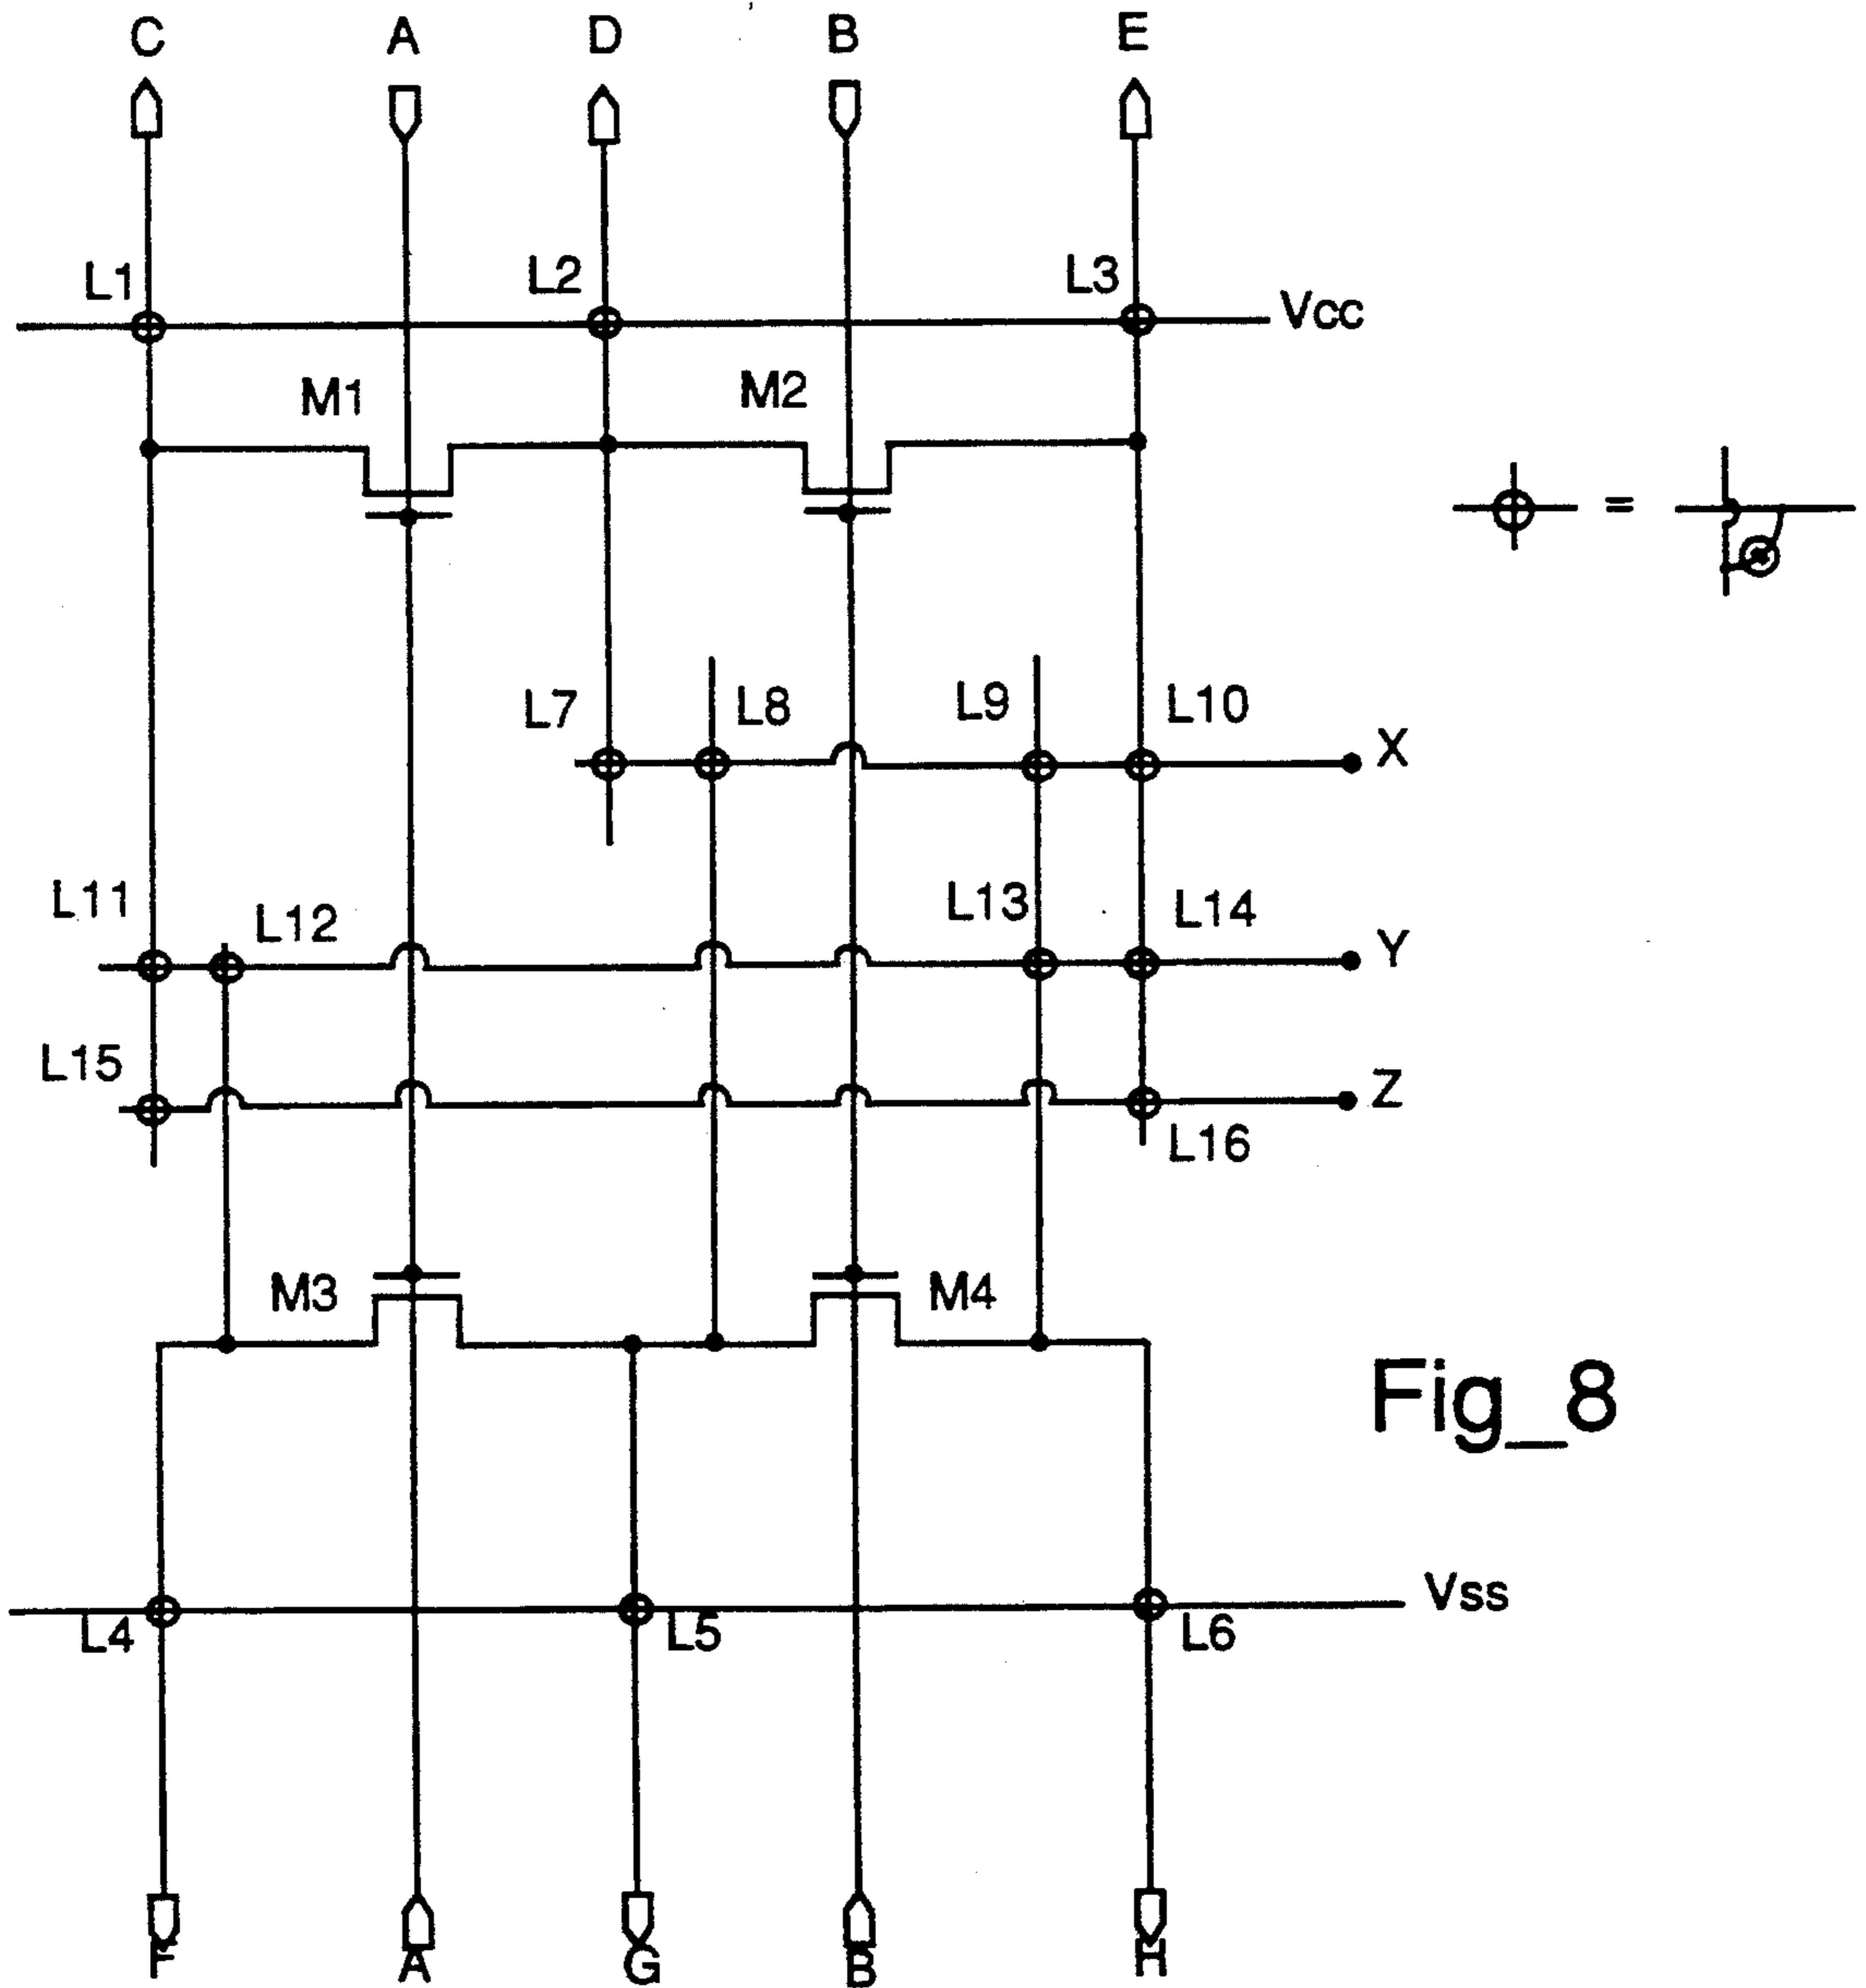 C A D B E
L1 L2 L3 Vcc
M1 M2
=
L7 L8 L9 L10 X
L11 L12 L13 L14 Y
L15 Z
L16
M3 M4
Fig_8
Vss
L4 L5 L6
F A G B H